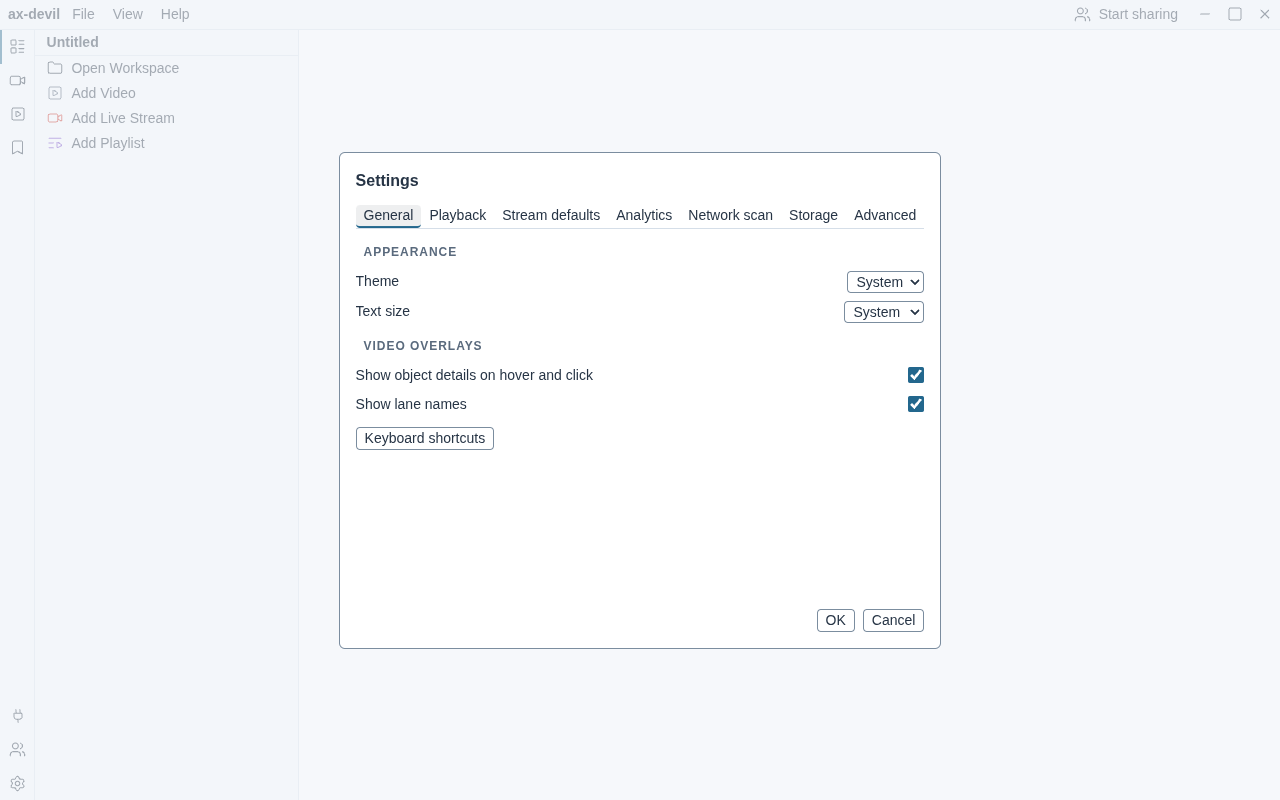 ax-devil File View Help Start sharing
Untitled
Open Workspace
Add Video
Add Live Stream
Add Playlist
Settings
General Playback Stream defaults Analytics Network scan Storage Advanced
APPEARANCE
Theme System
Text size System
VIDEO OVERLAYS
Show object details on hover and click
Show lane names
Keyboard shortcuts
OK Cancel